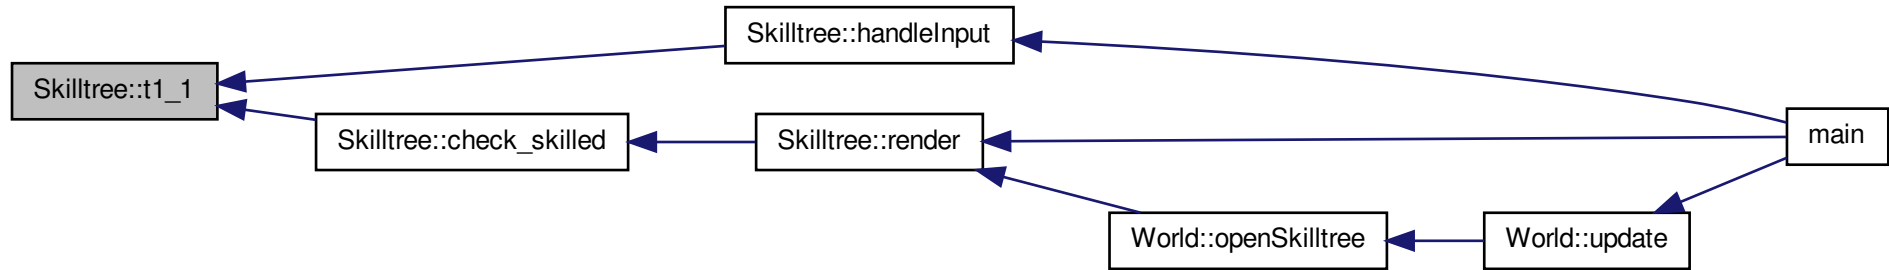 Skilltree::t1_1
Skilltree::handleInput
Skilltree::check_skilled
Skilltree::render
main
World::openSkilltree
World::update